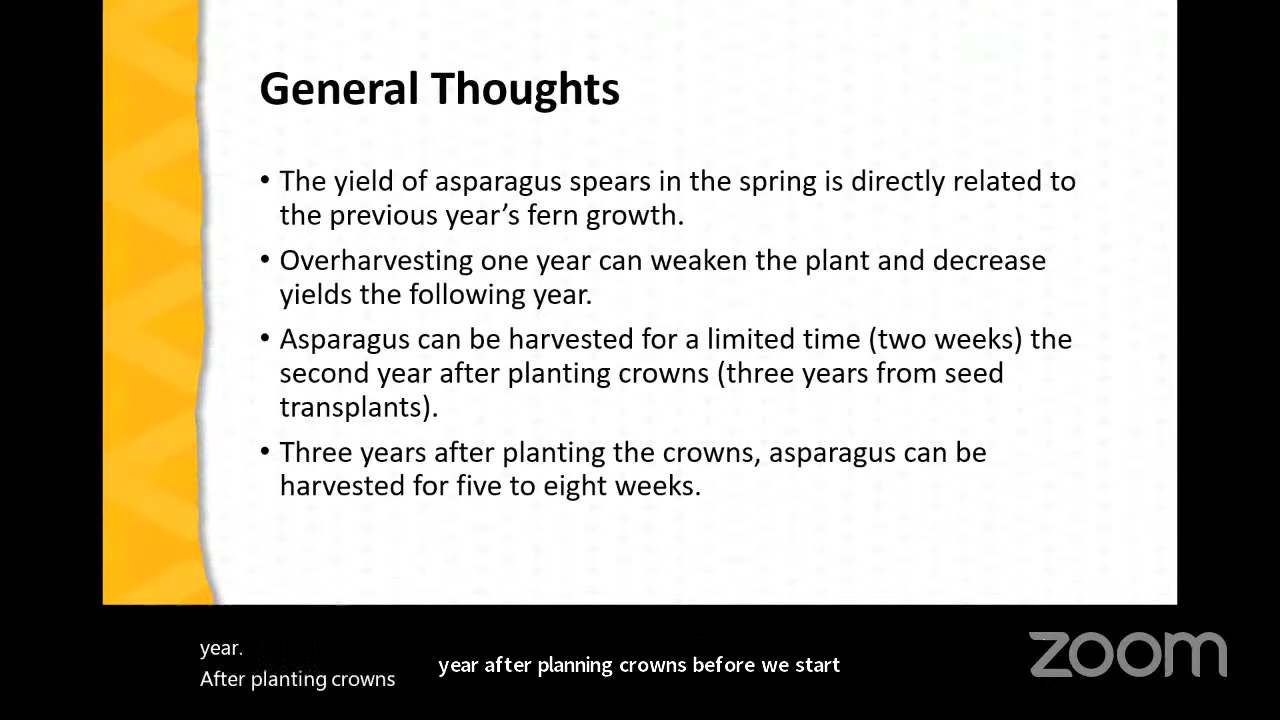 General Thoughts
• The yield of asparagus spears in the spring is directly related to
the previous year’s fern growth.
• Overharvesting one year can weaken the plant and decrease
yields the following year.
• Asparagus can be harvested for a limited time (two weeks) the
second year after planting crowns (three years from seed
transplants).
• Three years after planting the crowns, asparagus can be
harvested for five to eight weeks.
year.
After planting crowns
year after planning crowns before we start
zoom